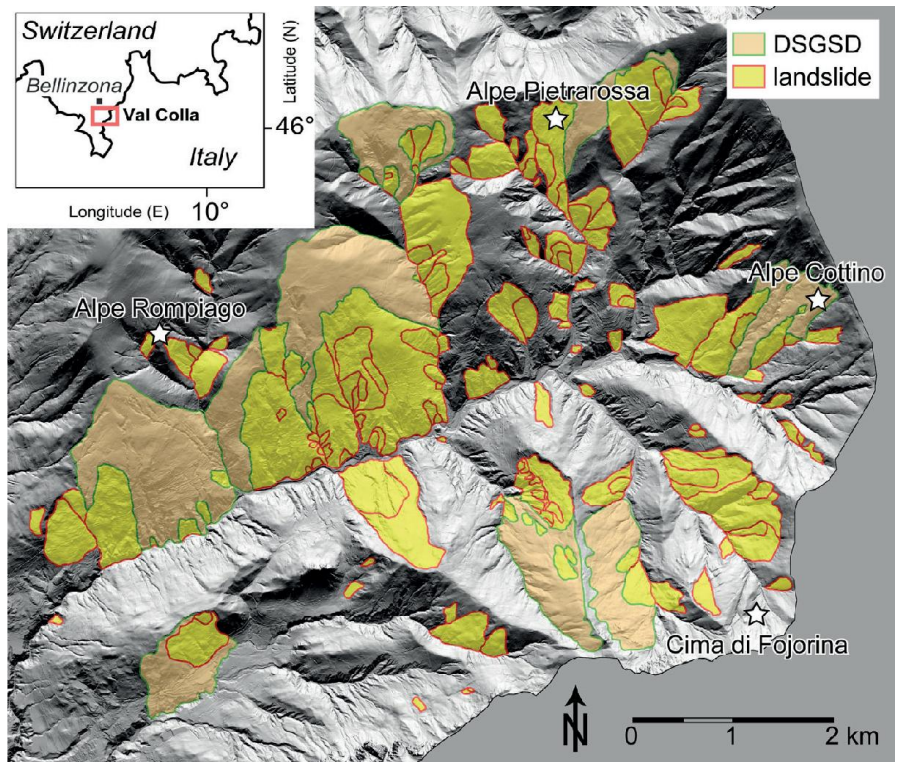 Switzerland
Bellinzona
Val Colla
Italy
Latitude (N)
46°
Longitude (E)
10°
DSGSD
landslide
Alpe Pietrarossa
Alpe Cottino
Alpe Rompiago
Cima di Fojorina
N
0 1 2 km